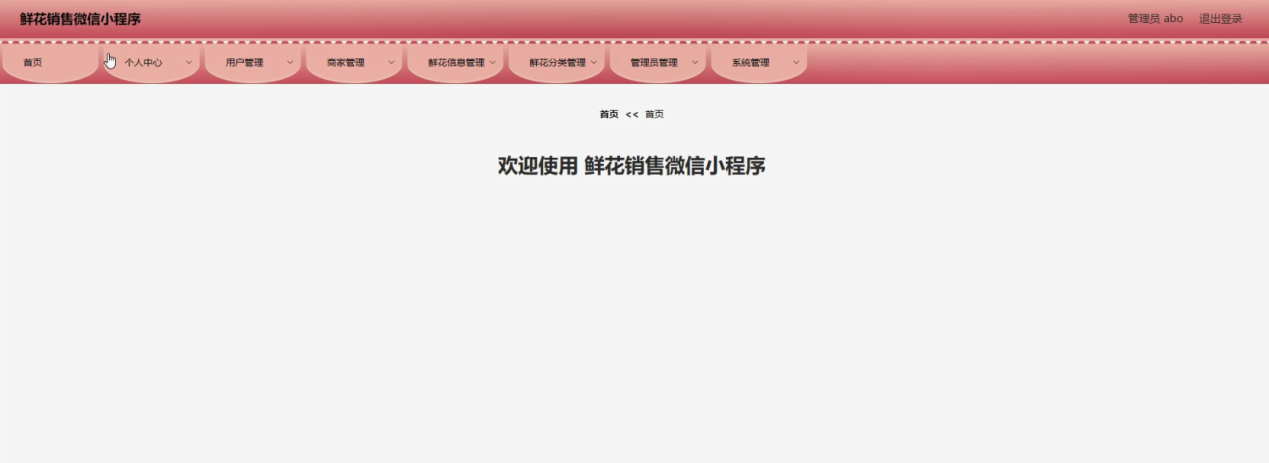 鲜花销售微信小程序 管理员 abo 退出登录
首页 个人中心 用户管理 商家管理 鲜花信息管理 鲜花分类管理 管理员管理 系统管理
首页 << 首页
欢迎使用 鲜花销售微信小程序